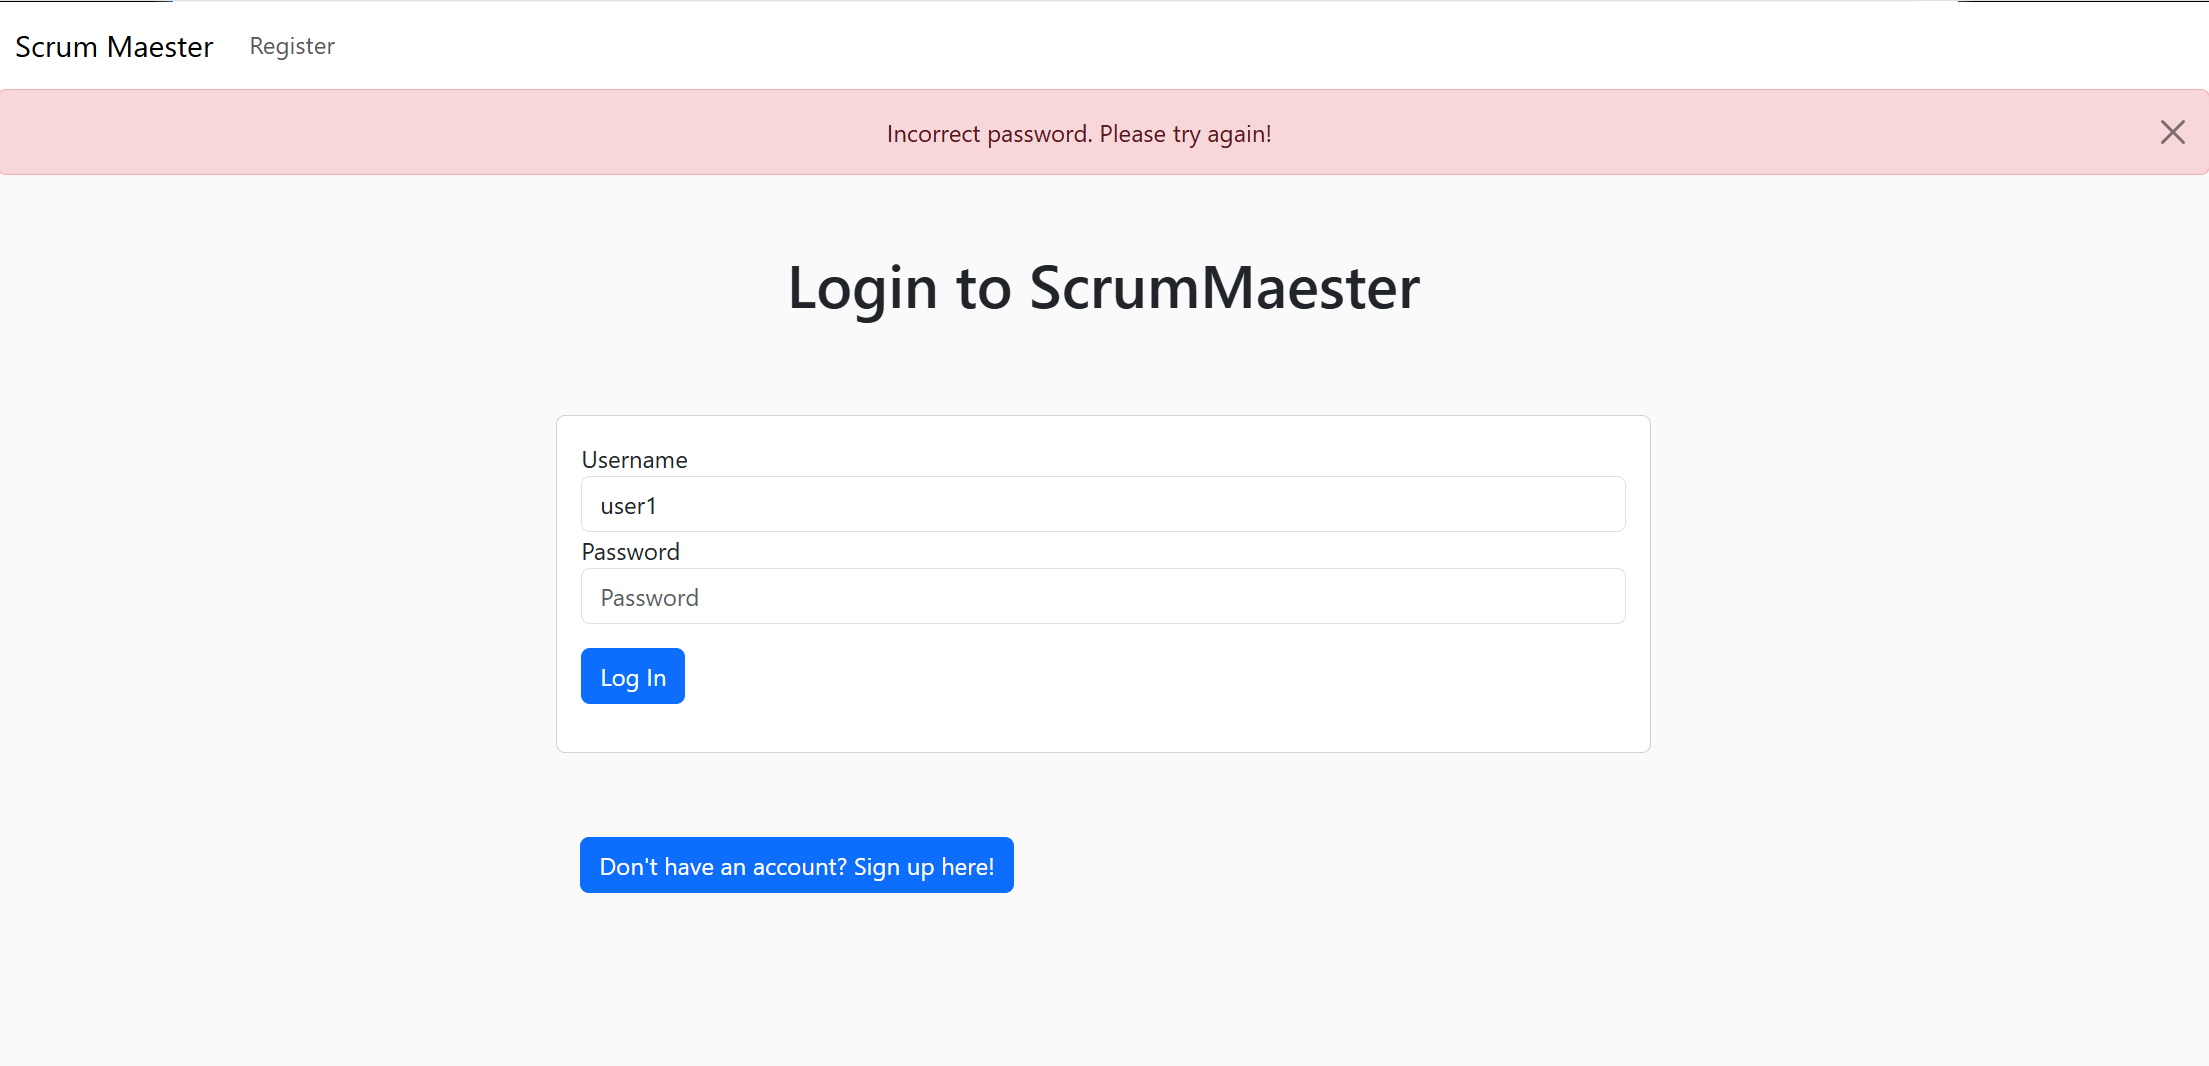 Scrum Maester Register
Incorrect password. Please try again!
Login to ScrumMaester
Username
user1
Password
Password
Log In
Don't have an account? Sign up here!